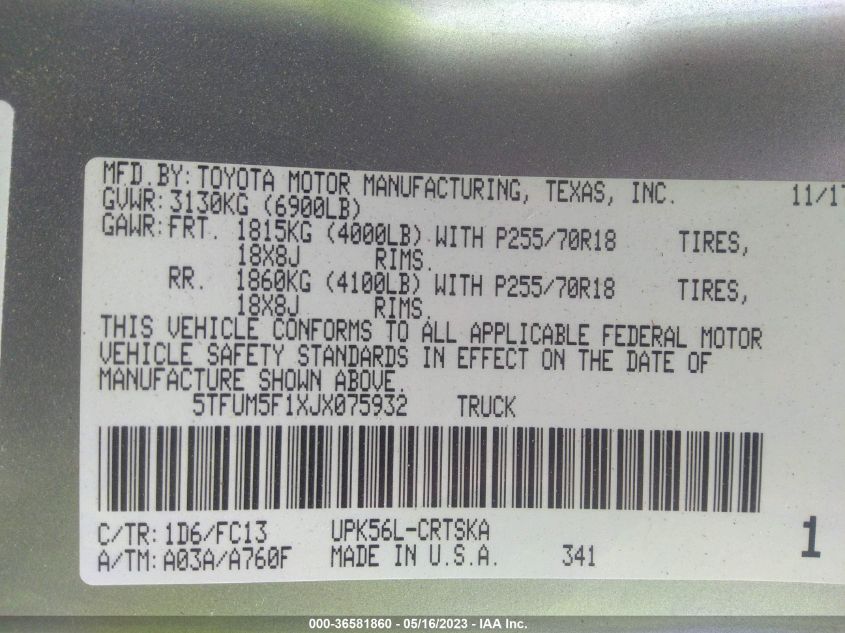 MFD.BY: TOYOTA MOTOR MANUFACTURING, TEXAS, INC. 11/17
GVWR: 3130KG (6900LB)
GAWR: FRT. 1815KG (4000LB) WITH P255/70R18 TIRES,
18X8J RIMS.
RR. 1860KG (4100LB) WITH P255/70R18 TIRES,
18X8J RIMS.
THIS VEHICLE CONFORMS TO ALL APPLICABLE FEDERAL MOTOR
VEHICLE SAFETY STANDARDS IN EFFECT ON THE DATE OF
MANUFACTURE SHOWN ABOVE.
5TFUM5F1XJX075932 TRUCK
C/TR: 1D6/FC13 UPK56L-CRTSKA 1
A/TM: A03A/A760F MADE IN U.S.A. 341
000-36581860 - 05/16/2023 - IAA Inc.